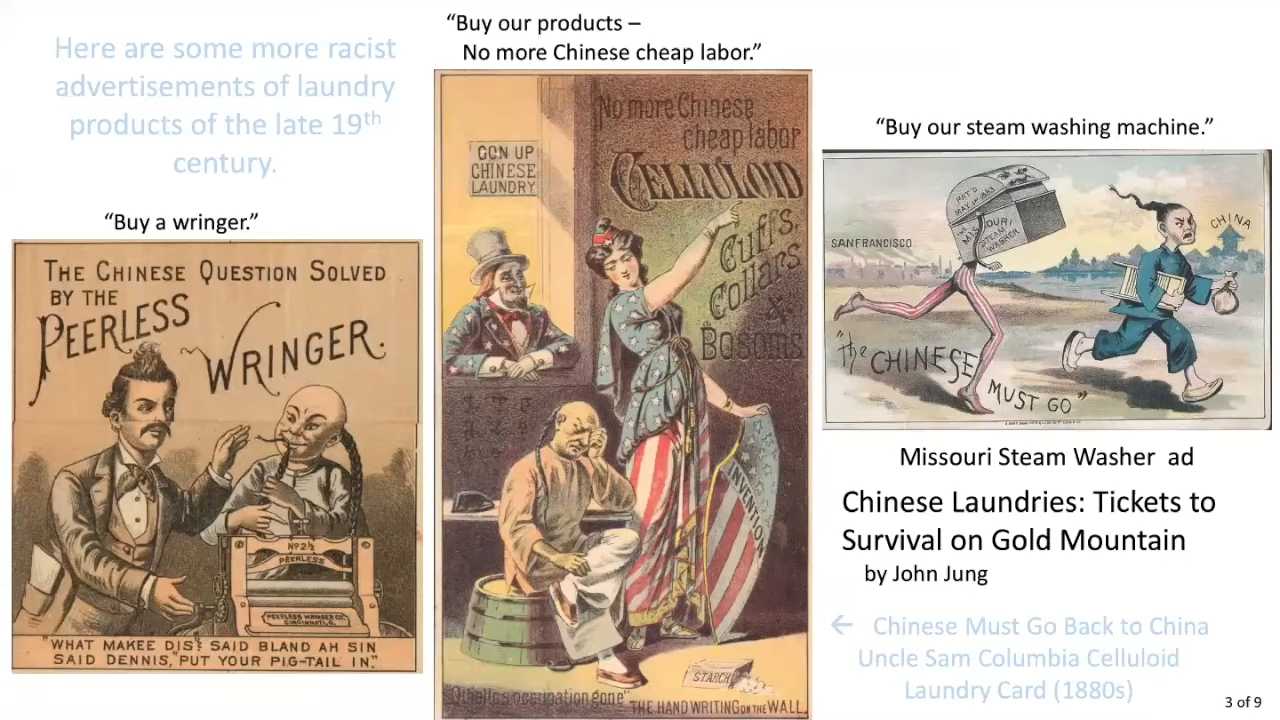 Here are some more racist
advertisements of laundry
products of the late 19th
century.
"Buy a wringer."
THE CHINESE QUESTION SOLVED
BY THE
PEERLESS
WRINGER.
Nº 2½
PEERLESS
PEERLESS WRINGER CO.
CINCINNATI, O.
"WHAT MAKEE DIS? SAID BLAND AH SIN
SAID DENNIS, "PUT YOUR PIG-TAIL IN."
"Buy our products –
No more Chinese cheap labor."
No more Chinese
cheap labor
CELLULOID
Cuffs,
Collars
&
Bosoms
GON UP
CHINESE
LAUNDRY
INVENTION
STARCH
"Othello's occupation gone"
THE HAND WRITING ON THE WALL.
"Buy our steam washing machine."
PAT'D
MAY 1st 1883
THE
MISSOURI
STEAM
WASHER
SAN FRANCISCO
CHINA
"The CHINESE
MUST GO"
Missouri Steam Washer ad
Chinese Laundries: Tickets to
Survival on Gold Mountain
by John Jung
← Chinese Must Go Back to China
Uncle Sam Columbia Celluloid
Laundry Card (1880s)
3 of 9